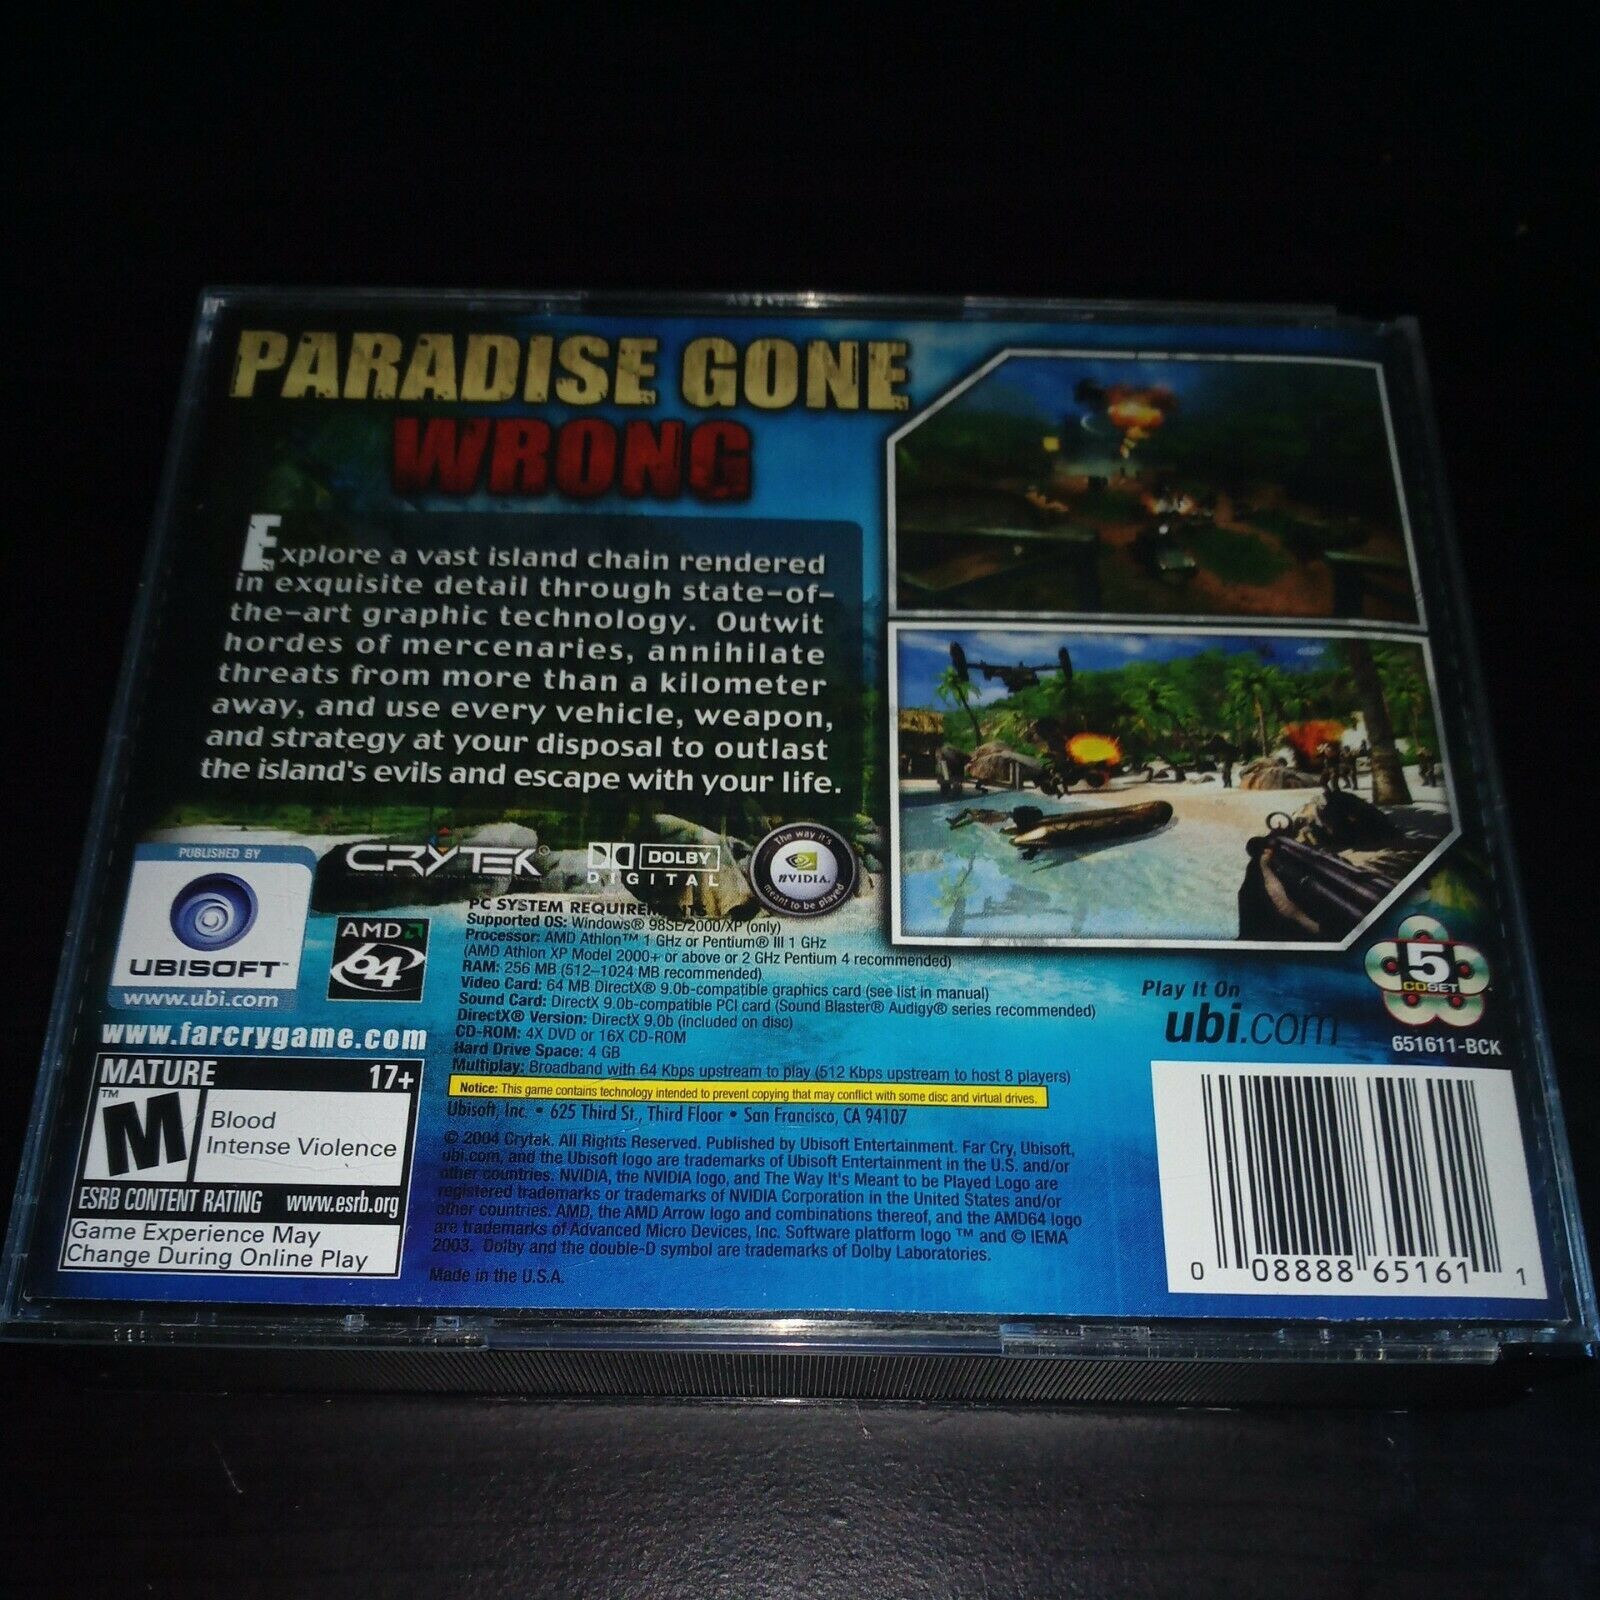 PARADISE GONE
WRONG
Explore a vast island chain rendered
in exquisite detail through state-of-
the-art graphic technology. Outwit
hordes of mercenaries, annihilate
threats from more than a kilometer
away, and use every vehicle, weapon,
and strategy at your disposal to outlast
the island's evils and escape with your life.
PUBLISHED BY
UBISOFT™
www.ubi.com
CRYTEK®
DOLBY
DIGITAL
The way it's
NVIDIA.
meant to be played
AMD
64
www.farcrygame.com
PC SYSTEM REQUIREMENTS
Supported OS: Windows® 98SE/2000/XP (only)
Processor: AMD Athlon™ 1 GHz or Pentium® III 1 GHz
(AMD Athlon XP Model 2000+ or above or 2 GHz Pentium 4 recommended)
RAM: 256 MB (512–1024 MB recommended)
Video Card: 64 MB DirectX® 9.0b-compatible graphics card (see list in manual)
Sound Card: DirectX 9.0b-compatible PCI card (Sound Blaster® Audigy® series recommended)
DirectX® Version: DirectX 9.0b (included on disc)
CD-ROM: 4X DVD or 16X CD-ROM
Hard Drive Space: 4 GB
Multiplay: Broadband with 64 Kbps upstream to play (512 Kbps upstream to host 8 players)
Notice: This game contains technology intended to prevent copying that may conflict with some disc and virtual drives.
Ubisoft, Inc. • 625 Third St., Third Floor • San Francisco, CA 94107
© 2004 Crytek. All Rights Reserved. Published by Ubisoft Entertainment. Far Cry, Ubisoft,
ubi.com, and the Ubisoft logo are trademarks of Ubisoft Entertainment in the U.S. and/or
other countries. NVIDIA, the NVIDIA logo, and The Way It's Meant to be Played Logo are
registered trademarks or trademarks of NVIDIA Corporation in the United States and/or
other countries. AMD, the AMD Arrow logo and combinations thereof, and the AMD64 logo
are trademarks of Advanced Micro Devices, Inc. Software platform logo ™ and © IEMA
2003. Dolby and the double-D symbol are trademarks of Dolby Laboratories.
Made in the U.S.A.
MATURE 17+
TM
M
Blood
Intense Violence
ESRB CONTENT RATING www.esrb.org
Game Experience May
Change During Online Play
Play It On
ubi.com
5
CDSET
651611-BCK
0 08888 65161 1